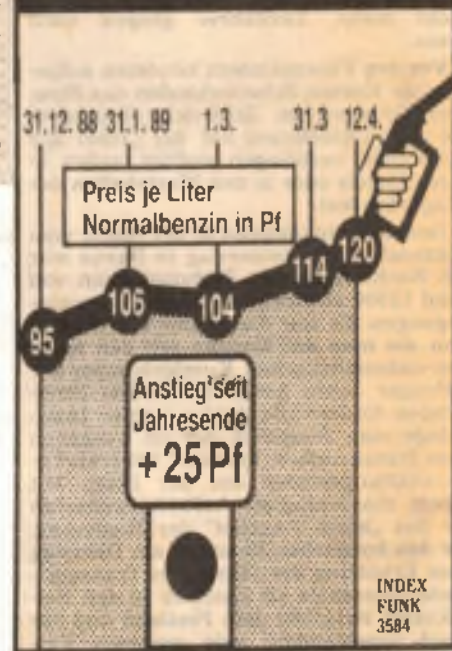 31.12. 88 31.1. 89 1.3. 31.3 12.4.
Preis je Liter
Normalbenzin in Pf
95 106 104 114 120
Anstieg seit
Jahresende
+25 Pf
INDEX
FUNK
3584